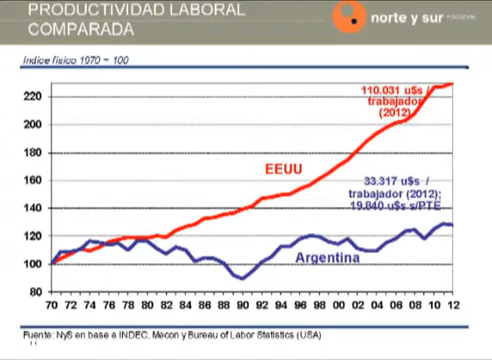 PRODUCTIVIDAD LABORAL
COMPARADA
norte y sur FUNDACION
Indice físico 1970 = 100
220
200
180
160
140
120
100
80
110.031 u$s /
trabajador
(2012)
EEUU
33.317 u$s /
trabajador (2012);
19.840 u$s s/PTE
Argentina
70 72 74 76 78 80 82 84 86 88 90 92 94 96 98 00 02 04 06 08 10 12
Fuente: NyS en base a INDEC, Mecon y Bureau of Labor Statistics (USA)